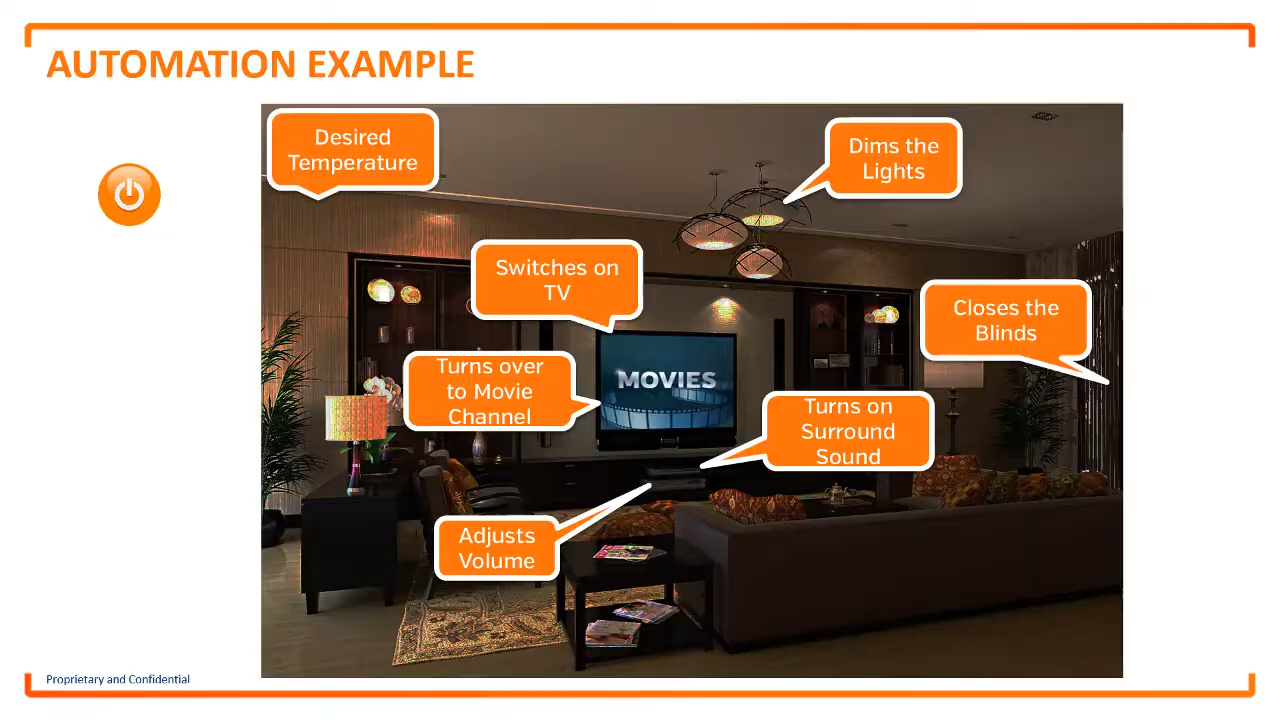 AUTOMATION EXAMPLE
Desired
Temperature
Dims the
Lights
Switches on
TV
Closes the
Blinds
Turns over
to Movie
Channel
MOVIES
Turns on
Surround
Sound
Adjusts
Volume
Proprietary and Confidential